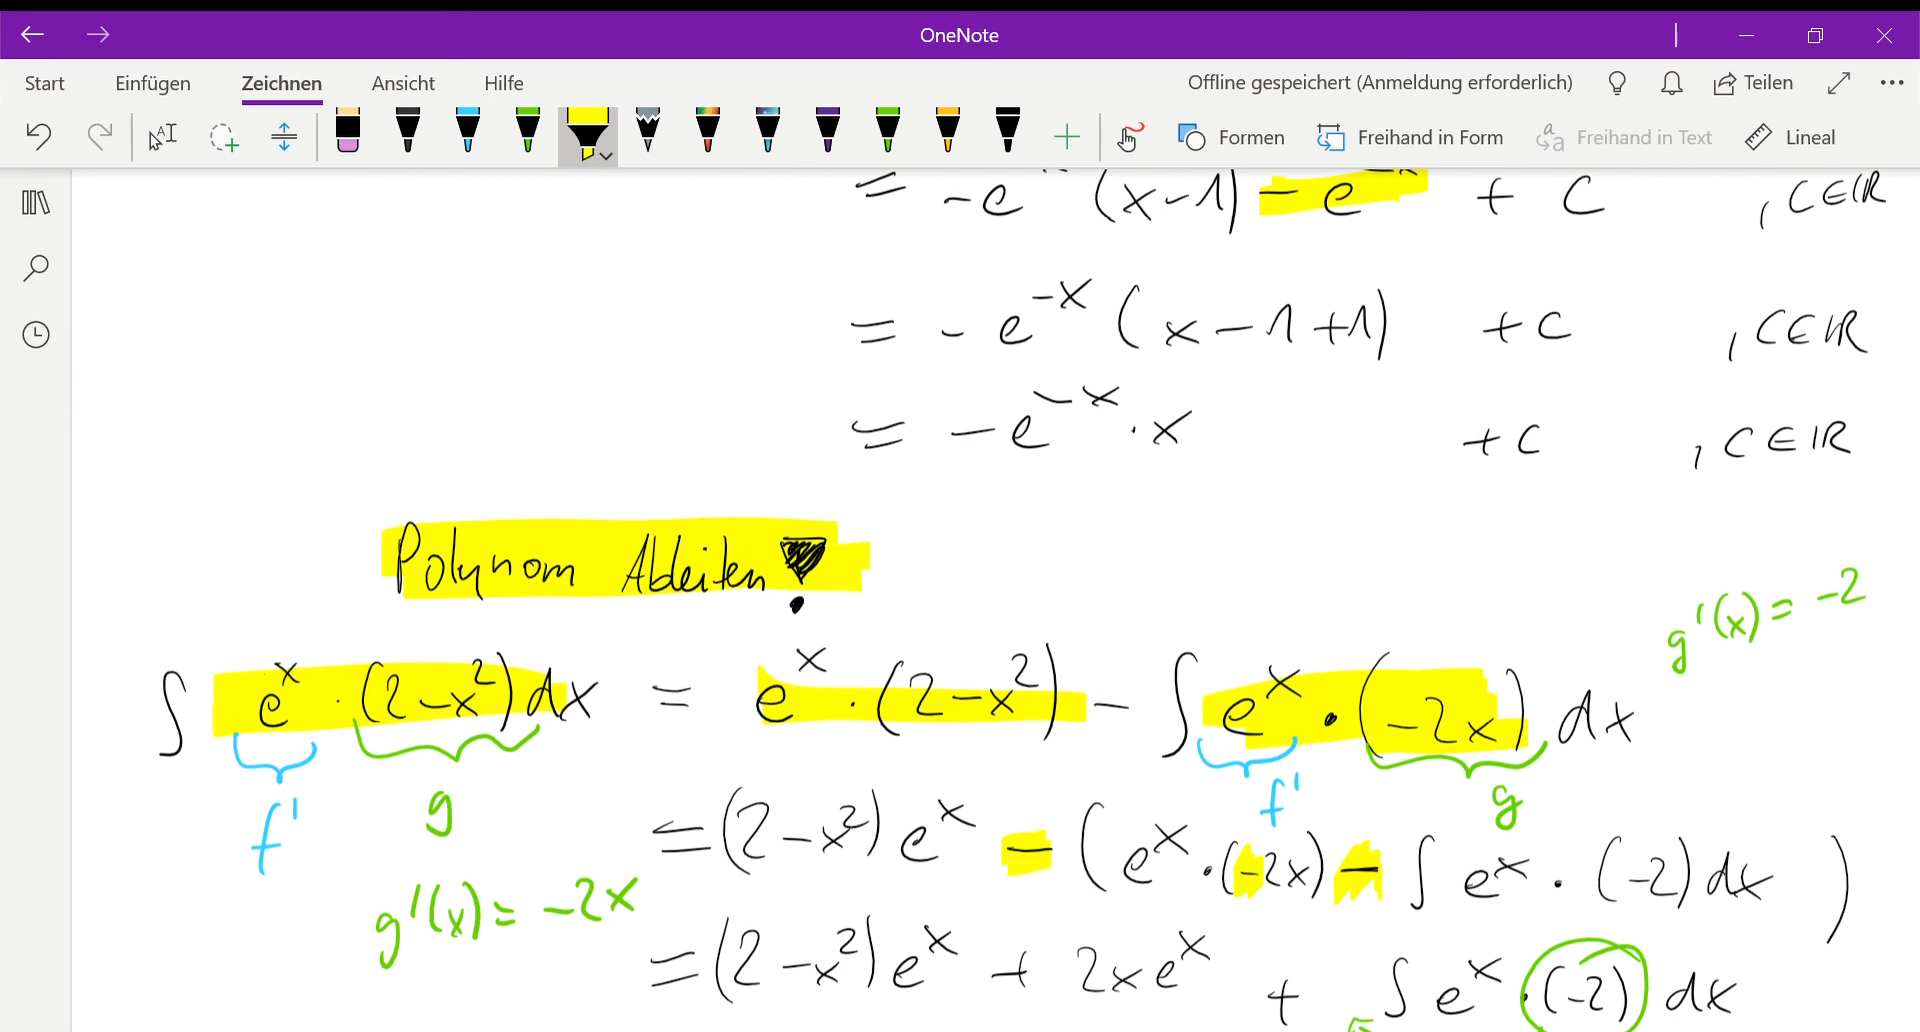 OneNote
Start Einfügen Zeichnen Ansicht Hilfe Offline gespeichert (Anmeldung erforderlich) Teilen
Formen Freihand in Form Freihand in Text Lineal
= -e^-x (x-1) - e^-x + C , C∈ℝ
= -e^-x (x-1+1) + C , C∈ℝ
= -e^-x · x + C , C∈ℝ
Polynom Ableiten !
g'(x) = -2
∫ e^x · (2-x²) dx = e^x · (2-x²) - ∫ e^x · (-2x) dx
f' g f' g
= (2-x²) e^x - (e^x · (-2x) - ∫ e^x · (-2) dx)
g'(x) = -2x
= (2-x²) e^x + 2xe^x + ∫ e^x · (-2) dx